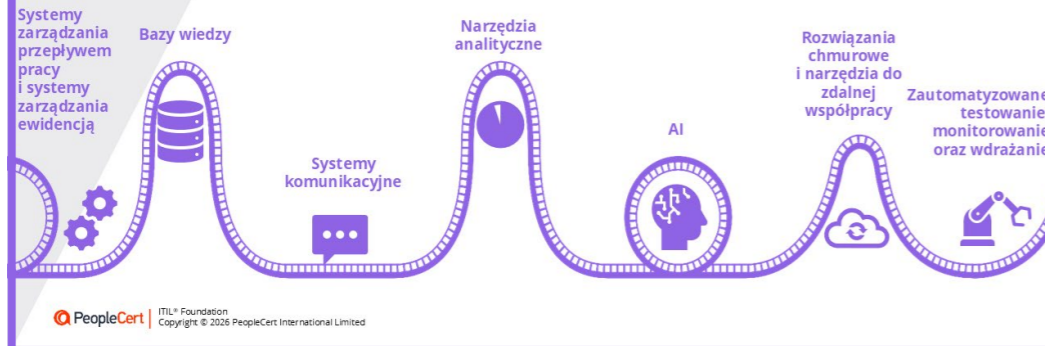 Systemy
zarządzania
przepływem
pracy
i systemy
zarządzania
ewidencją
Bazy wiedzy
Systemy
komunikacyjne
Narzędzia
analityczne
AI
Rozwiązania
chmurowe
i narzędzia do
zdalnej
współpracy
Zautomatyzowane
testowanie
monitorowanie
oraz wdrażanie
PeopleCert
ITIL® Foundation
Copyright © 2026 PeopleCert International Limited